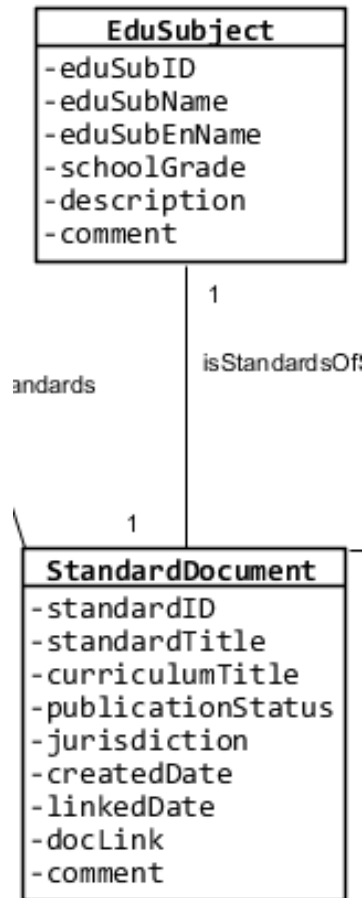 EduSubject
-eduSubID
-eduSubName
-eduSubEnName
-schoolGrade
-description
-comment
1
isStandardsOfS
andards
1
StandardDocument
-standardID
-standardTitle
-curriculumTitle
-publicationStatus
-jurisdiction
-createdDate
-linkedDate
-docLink
-comment